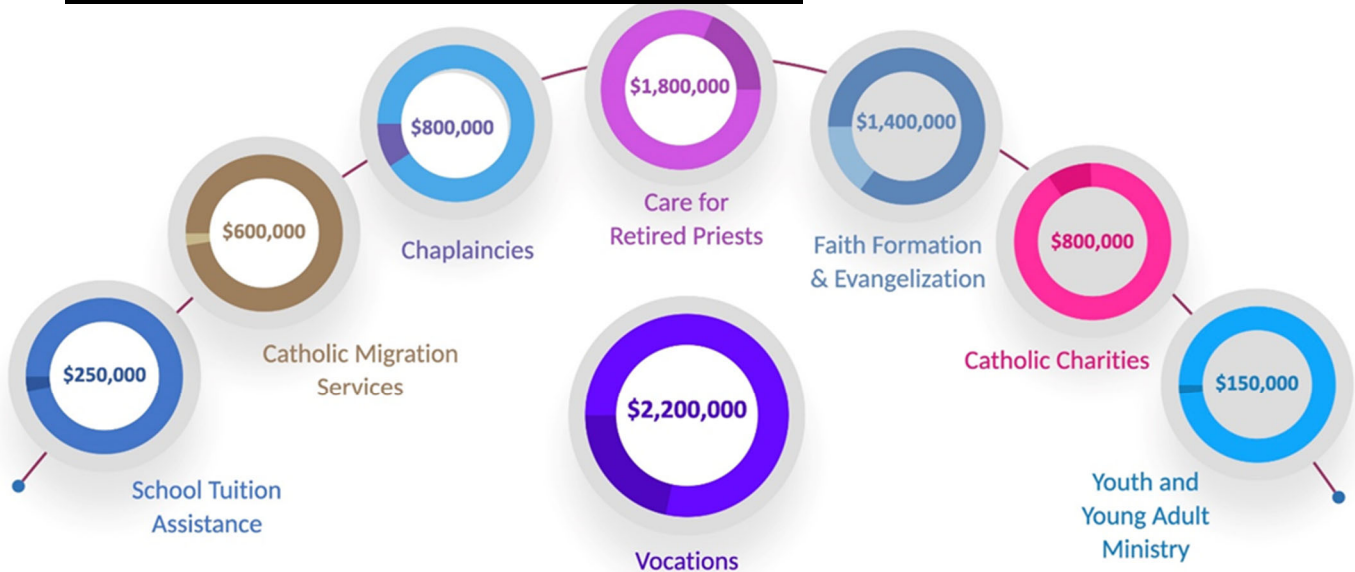 $250,000
School Tuition
Assistance
$600,000
Catholic Migration
Services
$800,000
Chaplaincies
$1,800,000
Care for
Retired Priests
$1,400,000
Faith Formation
& Evangelization
$800,000
Catholic Charities
$150,000
Youth and
Young Adult
Ministry
$2,200,000
Vocations